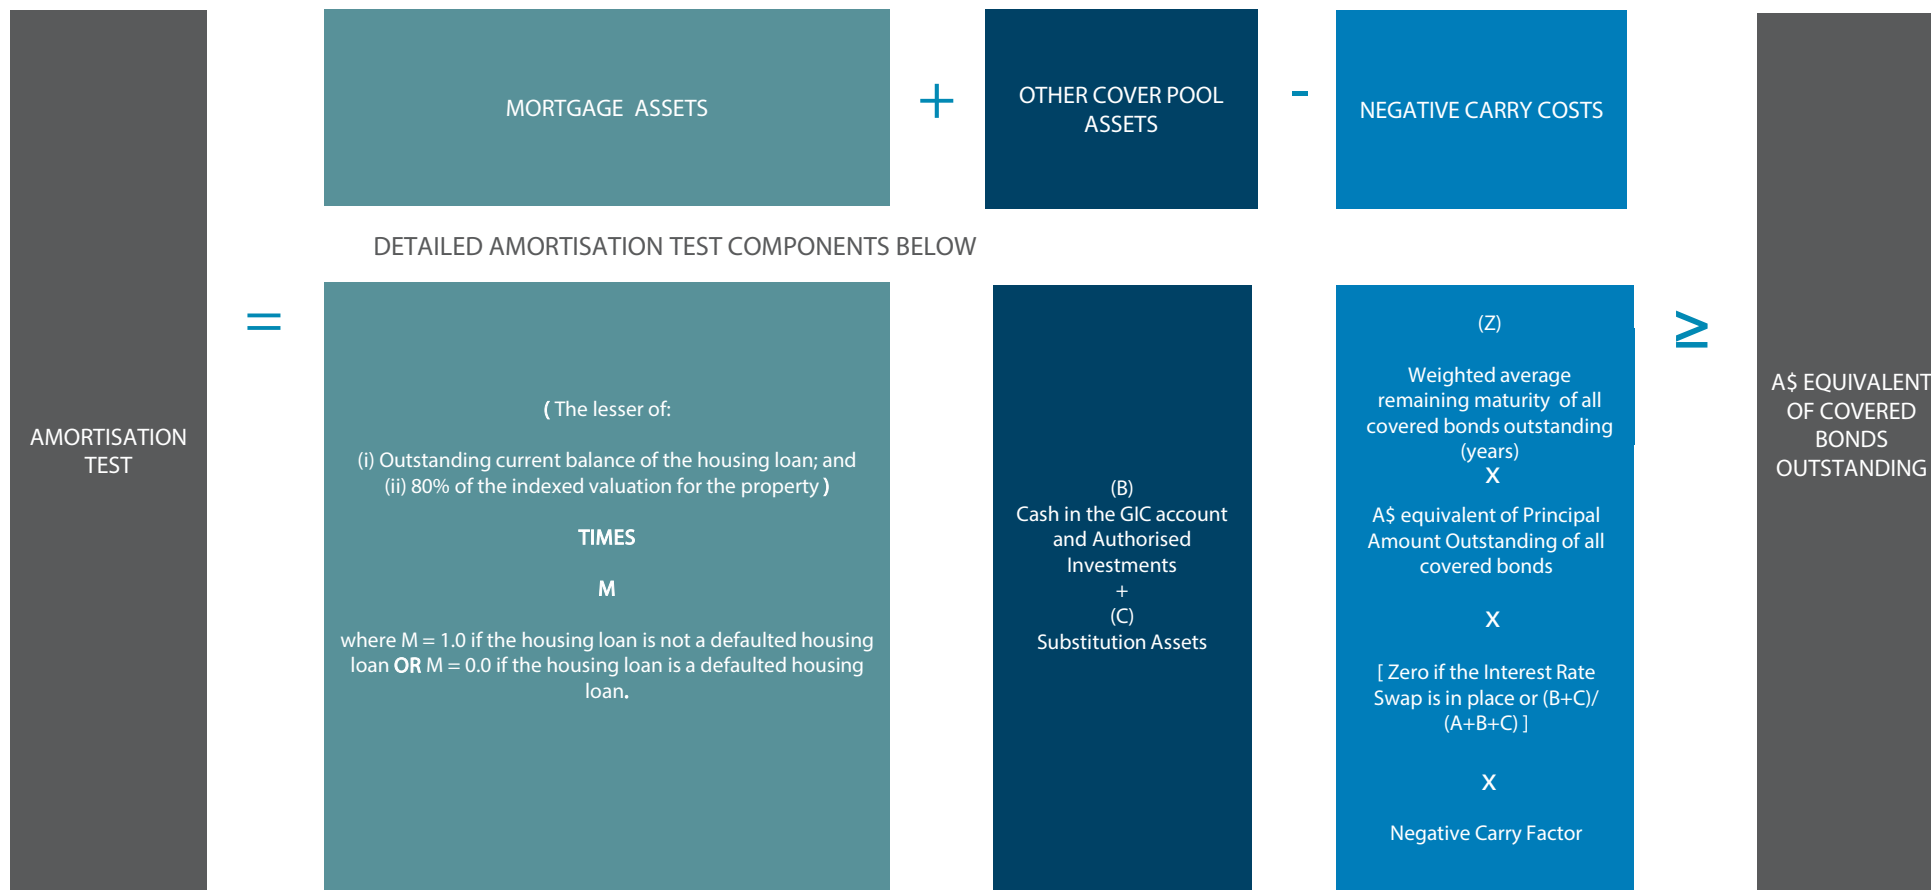 MORTGAGE ASSETS
+
OTHER COVER POOL
ASSETS
-
NEGATIVE CARRY COSTS
DETAILED AMORTISATION TEST COMPONENTS BELOW
AMORTISATION
TEST
=
( The lesser of:
(i) Outstanding current balance of the housing loan; and
(ii) 80% of the indexed valuation for the property )
TIMES
M
where M = 1.0 if the housing loan is not a defaulted housing
loan OR M = 0.0 if the housing loan is a defaulted housing
loan.
(B)
Cash in the GIC account
and Authorised
Investments
+
(C)
Substitution Assets
(Z)
Weighted average
remaining maturity of all
covered bonds outstanding
(years)
X
A$ equivalent of Principal
Amount Outstanding of all
covered bonds
X
[ Zero if the Interest Rate
Swap is in place or (B+C)/
(A+B+C) ]
X
Negative Carry Factor
≥
A$ EQUIVALENT
OF COVERED
BONDS
OUTSTANDING